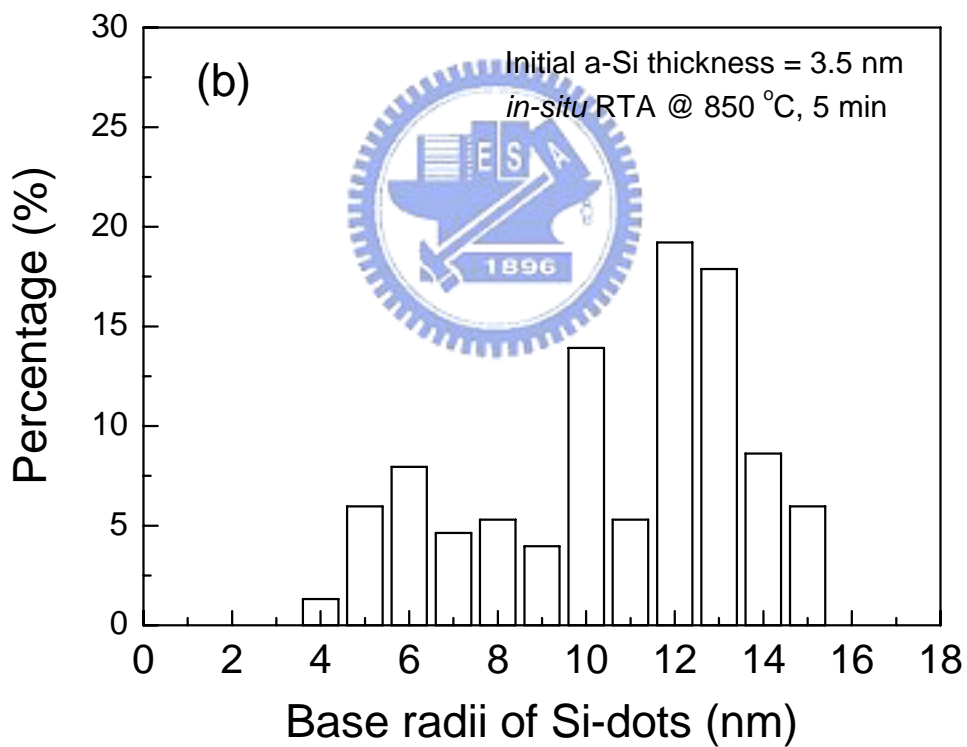 30
25
20
15
10
5
0
Percentage (%)
(b)
Initial a-Si thickness = 3.5 nm
in-situ RTA @ 850 °C, 5 min
E S A
1896
0 2 4 6 8 10 12 14 16 18
Base radii of Si-dots (nm)